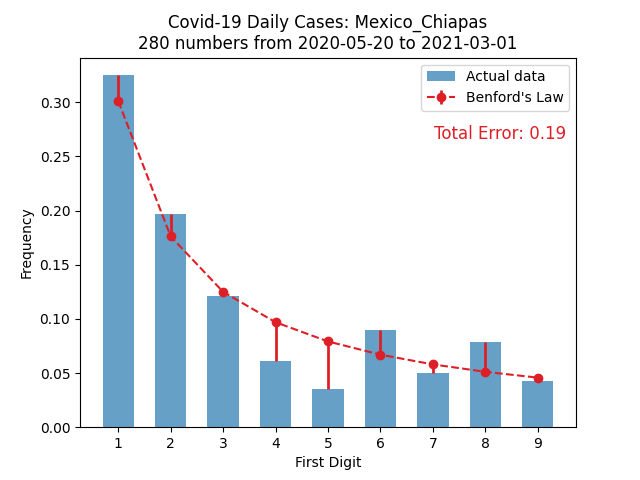 Covid-19 Daily Cases: Mexico_Chiapas
280 numbers from 2020-05-20 to 2021-03-01
Actual data
Benford's Law
Total Error: 0.19
Frequency
0.30
0.25
0.20
0.15
0.10
0.05
0.00
1 2 3 4 5 6 7 8 9
First Digit